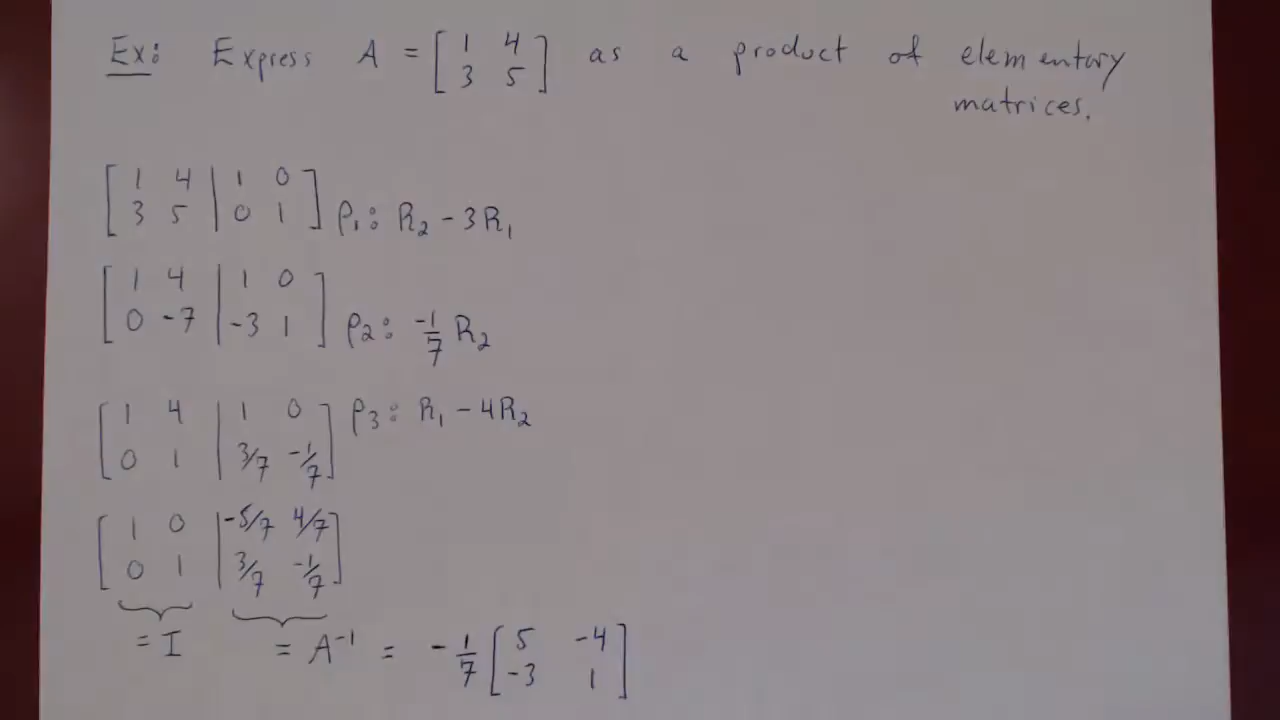 Ex: Express A = [ 1 4 ; 3 5 ] as a product of elementary
matrices.
[ 1 4 | 1 0 ]
[ 3 5 | 0 1 ] ρ1: R2 - 3R1
[ 1 4 | 1 0 ]
[ 0 -7 | -3 1 ] ρ2: -1/7 R2
[ 1 4 | 1 0 ] ρ3: R1 - 4R2
[ 0 1 | 3/7 -1/7 ]
[ 1 0 | -5/7 4/7 ]
[ 0 1 | 3/7 -1/7 ]
= I = A⁻¹ = -1/7 [ 5 -4 ; -3 1 ]